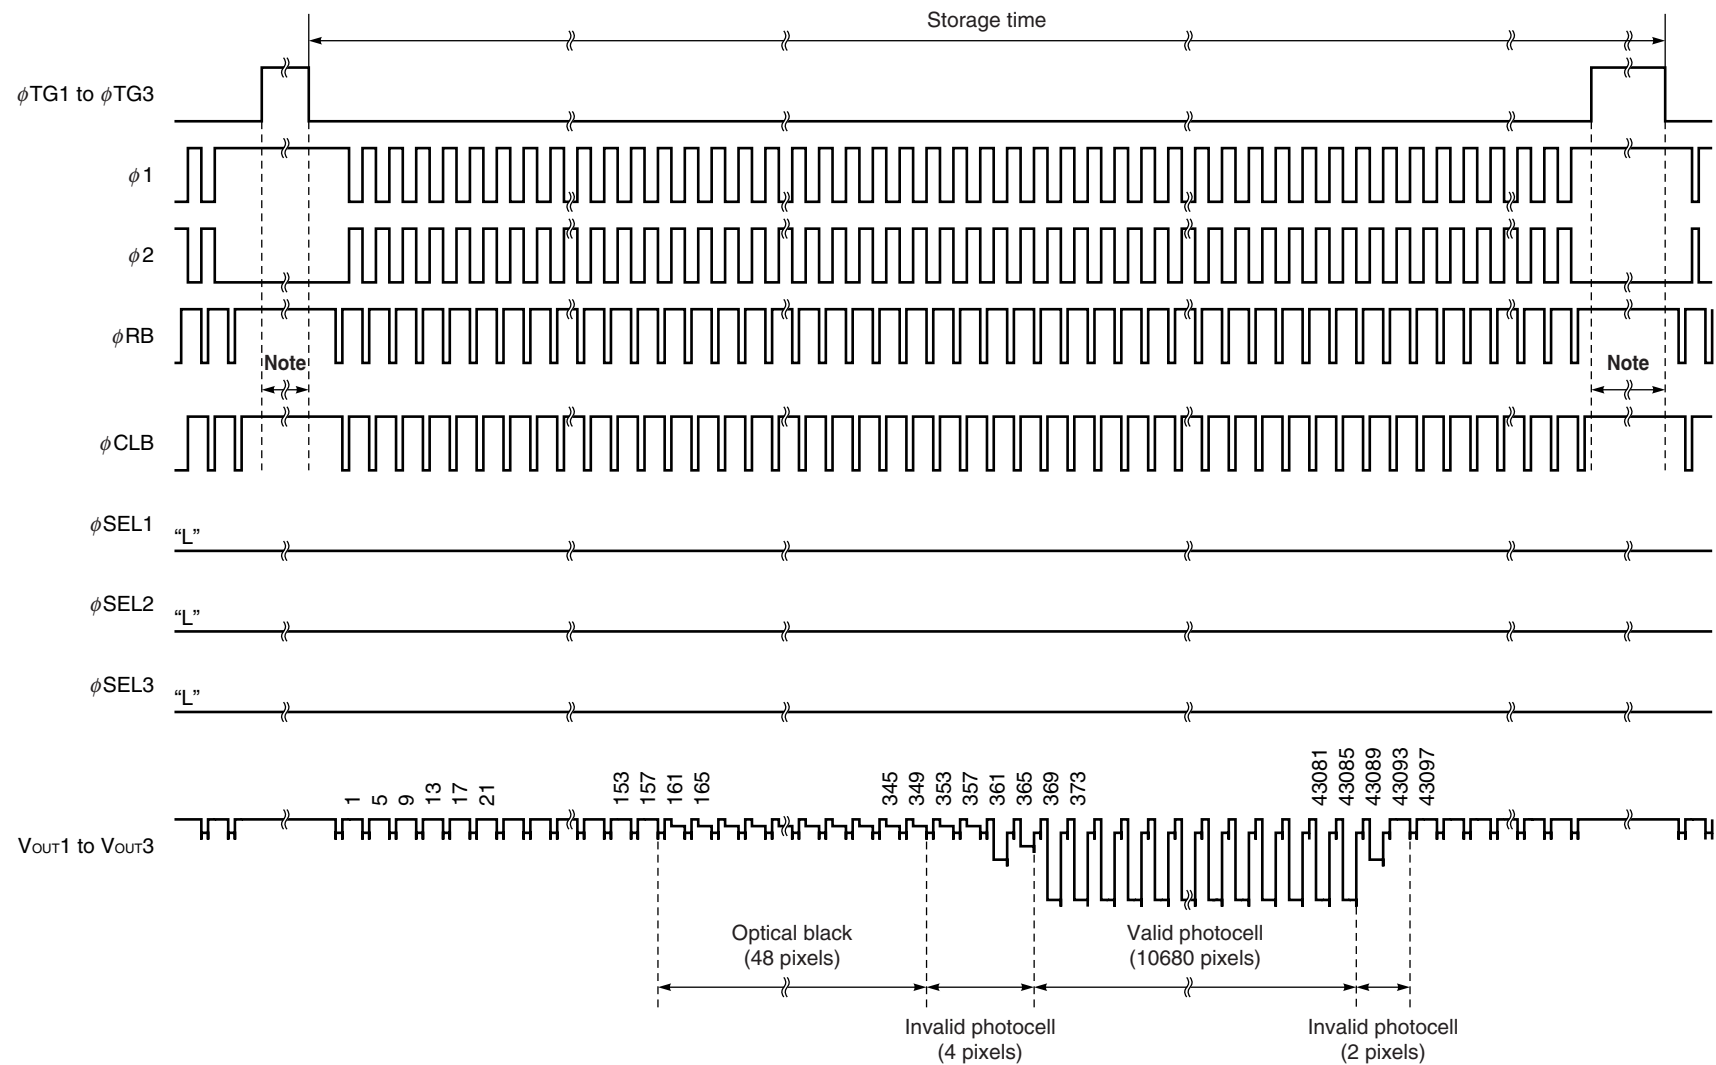 Storage time
ϕTG1 to ϕTG3
ϕ1
ϕ2
ϕRB
Note
Note
ϕCLB
ϕSEL1
“L”
ϕSEL2
“L”
ϕSEL3
“L”
1 5 9 13 17 21 153 157 161 165 345 349 353 357 361 365 369 373 43081 43085 43089 43093 43097
VOUT1 to VOUT3
Optical black
(48 pixels)
Valid photocell
(10680 pixels)
Invalid photocell
(4 pixels)
Invalid photocell
(2 pixels)